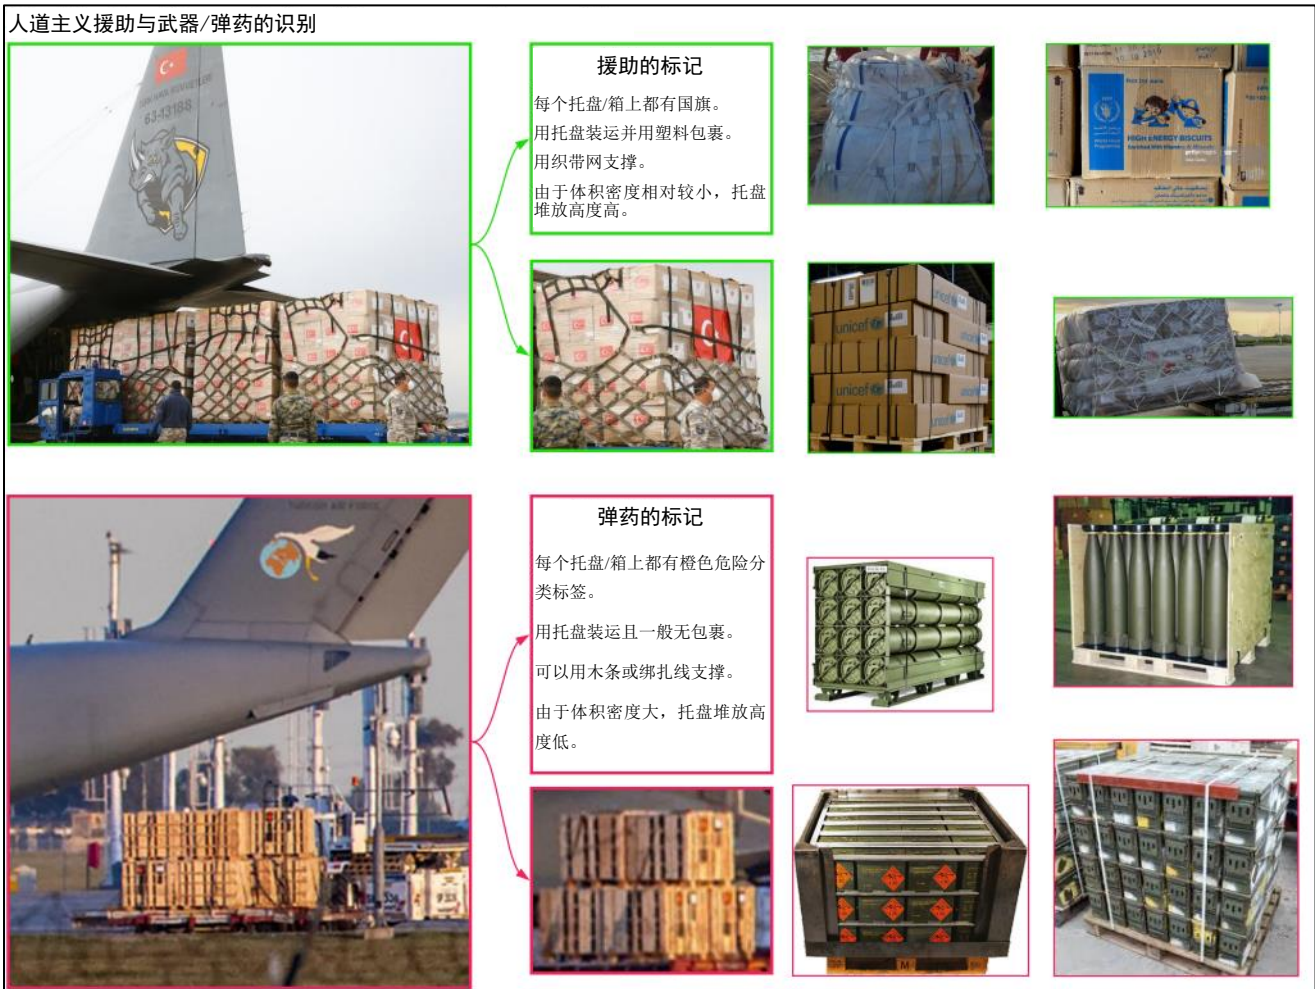 人道主义援助与武器/弹药的识别
63-13188
援助的标记
每个托盘/箱上都有国旗。
用托盘装运并用塑料包裹。
用织带网支撑。
由于体积密度相对较小，托盘
堆放高度高。
HIGH ENERGY BISCUITS
unicef
unicef
unicef
unicef
unicef
弹药的标记
每个托盘/箱上都有橙色危险分
类标签。
用托盘装运且一般无包裹。
可以用木条或绑扎线支撑。
由于体积密度大，托盘堆放高
度低。
M